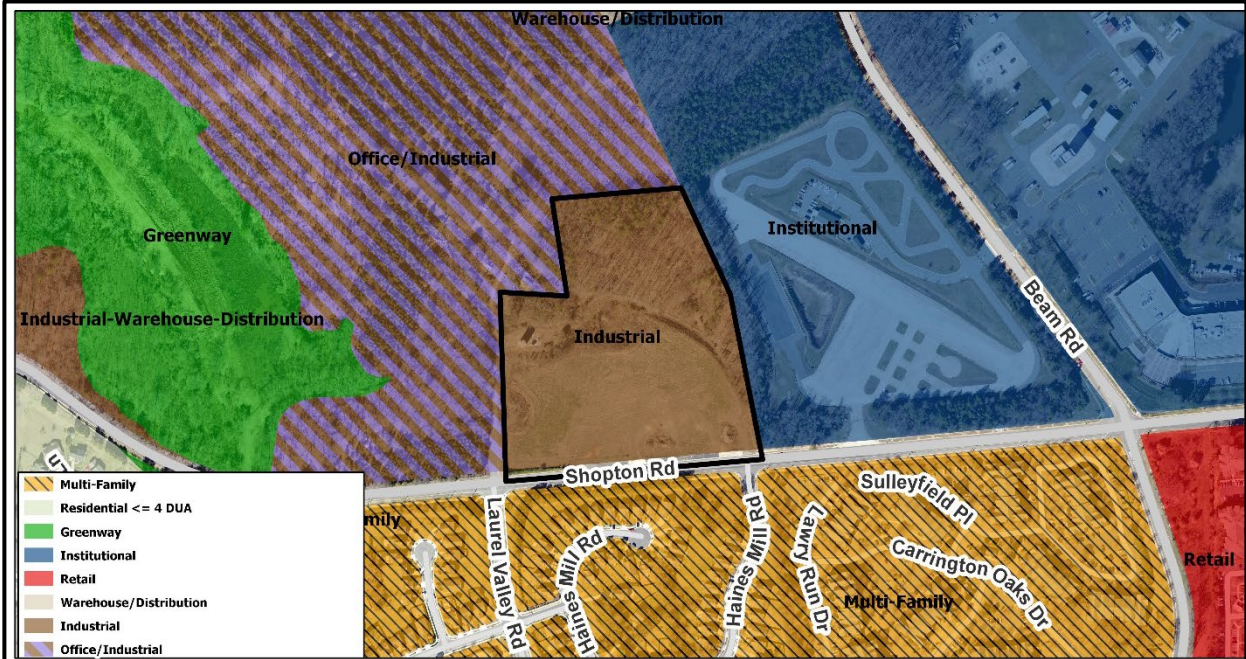 Warehouse/Distribution
Office/Industrial
Greenway
Institutional
Beam Rd
Industrial-Warehouse-Distribution
Industrial
Shopton Rd
Ln
Multi-Family
Residential <= 4 DUA
Greenway
Institutional
Retail
Warehouse/Distribution
Industrial
Office/Industrial
mily
Laurel Valley Rd
Haines Mill Rd
Haines Mill Rd
Lawry Run Dr
Sulleyfield Pl
Carrington Oaks Dr
Multi-Family
Retail